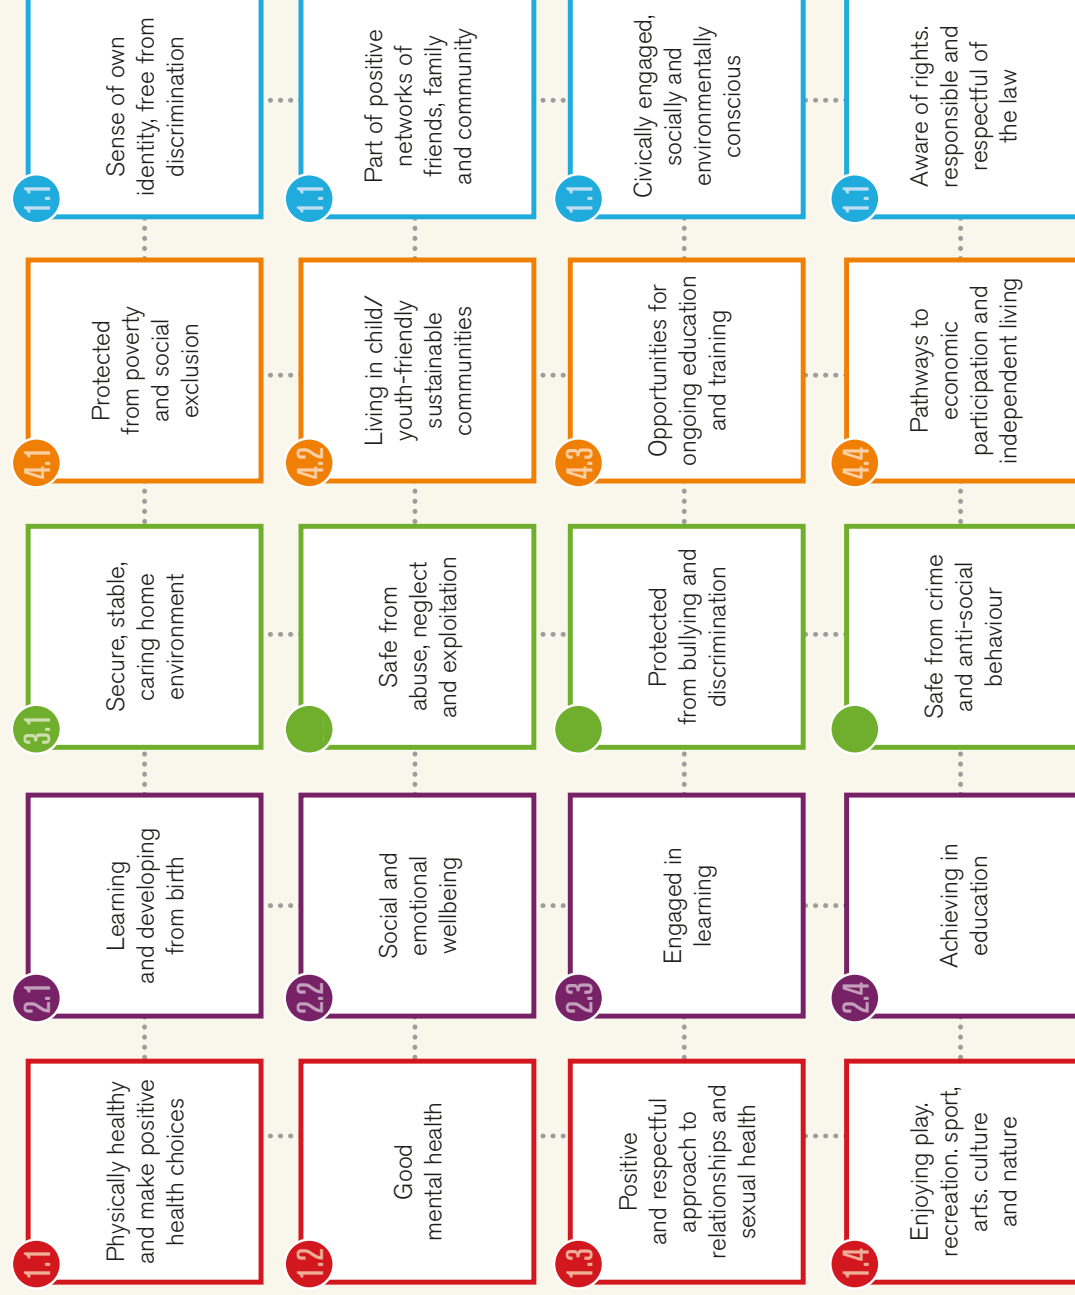 1.1
Physically healthy
and make positive
health choices
2.1
Learning
and developing
from birth
3.1
Secure, stable,
caring home
environment
4.1
Protected
from poverty
and social
exclusion
1.1
Sense of own
identity, free from
discrimination
1.2
Good
mental health
2.2
Social and
emotional
wellbeing
Safe from
abuse, neglect
and exploitation
4.2
Living in child/
youth-friendly
sustainable
communities
1.1
Part of positive
networks of
friends, family
and community
1.3
Positive
and respectful
approach to
relationships and
sexual health
2.3
Engaged in
learning
Protected
from bullying and
discrimination
4.3
Opportunities for
ongoing education
and training
1.1
Civically engaged,
socially and
environmentally
conscious
1.4
Enjoying play.
recreation. sport,
arts. culture
and nature
2.4
Achieving in
education
Safe from crime
and anti-social
behaviour
4.4
Pathways to
economic
participation and
independent living
1.1
Aware of rights.
responsible and
respectful of
the law